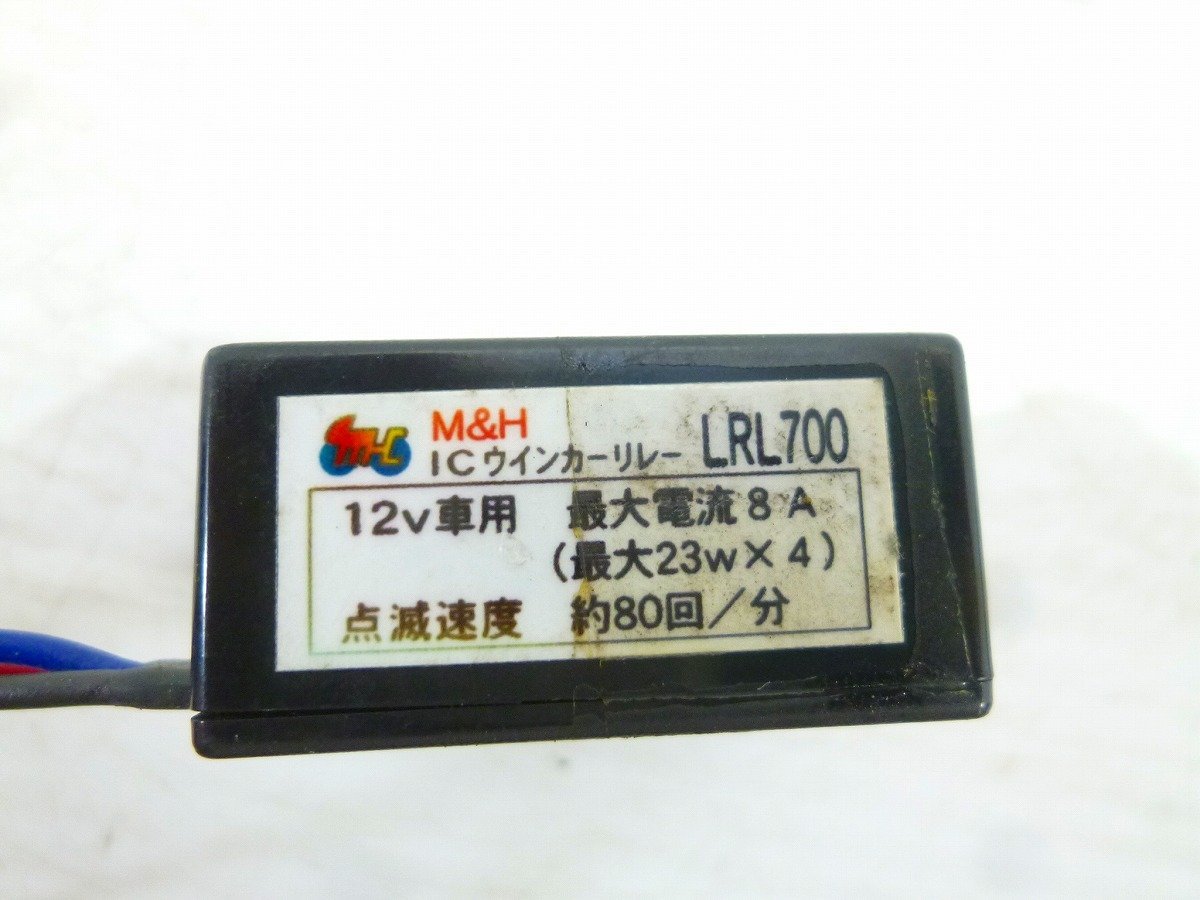 MHC M&H
ICウインカーリレー LRL700
12v車用 最大電流8A
(最大23w×4)
点滅速度 約80回/分